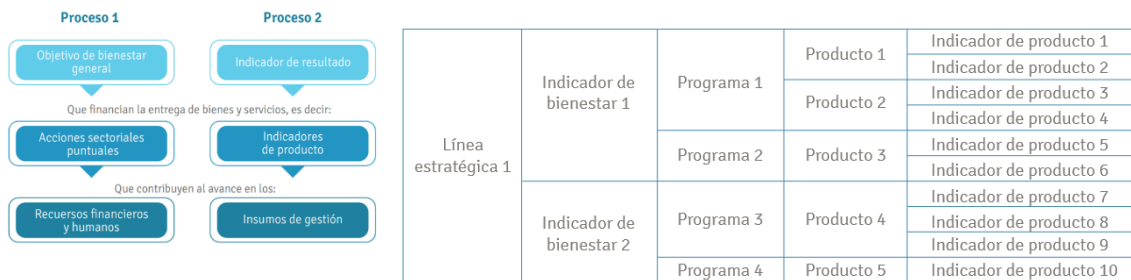 Proceso 1
Proceso 2
Objetivo de bienestar
general
Indicador de resultado
Que financian la entrega de bienes y servicios, es decir:
Acciones sectoriales
puntuales
Indicadores
de producto
Que contribuyen al avance en los:
Recuersos financieros
y humanos
Insumos de gestión
Línea
estratégica 1
Indicador de
bienestar 1
Programa 1
Producto 1
Indicador de producto 1
Indicador de producto 2
Producto 2
Indicador de producto 3
Indicador de producto 4
Programa 2
Producto 3
Indicador de producto 5
Indicador de producto 6
Indicador de
bienestar 2
Programa 3
Producto 4
Indicador de producto 7
Indicador de producto 8
Indicador de producto 9
Programa 4
Producto 5
Indicador de producto 10